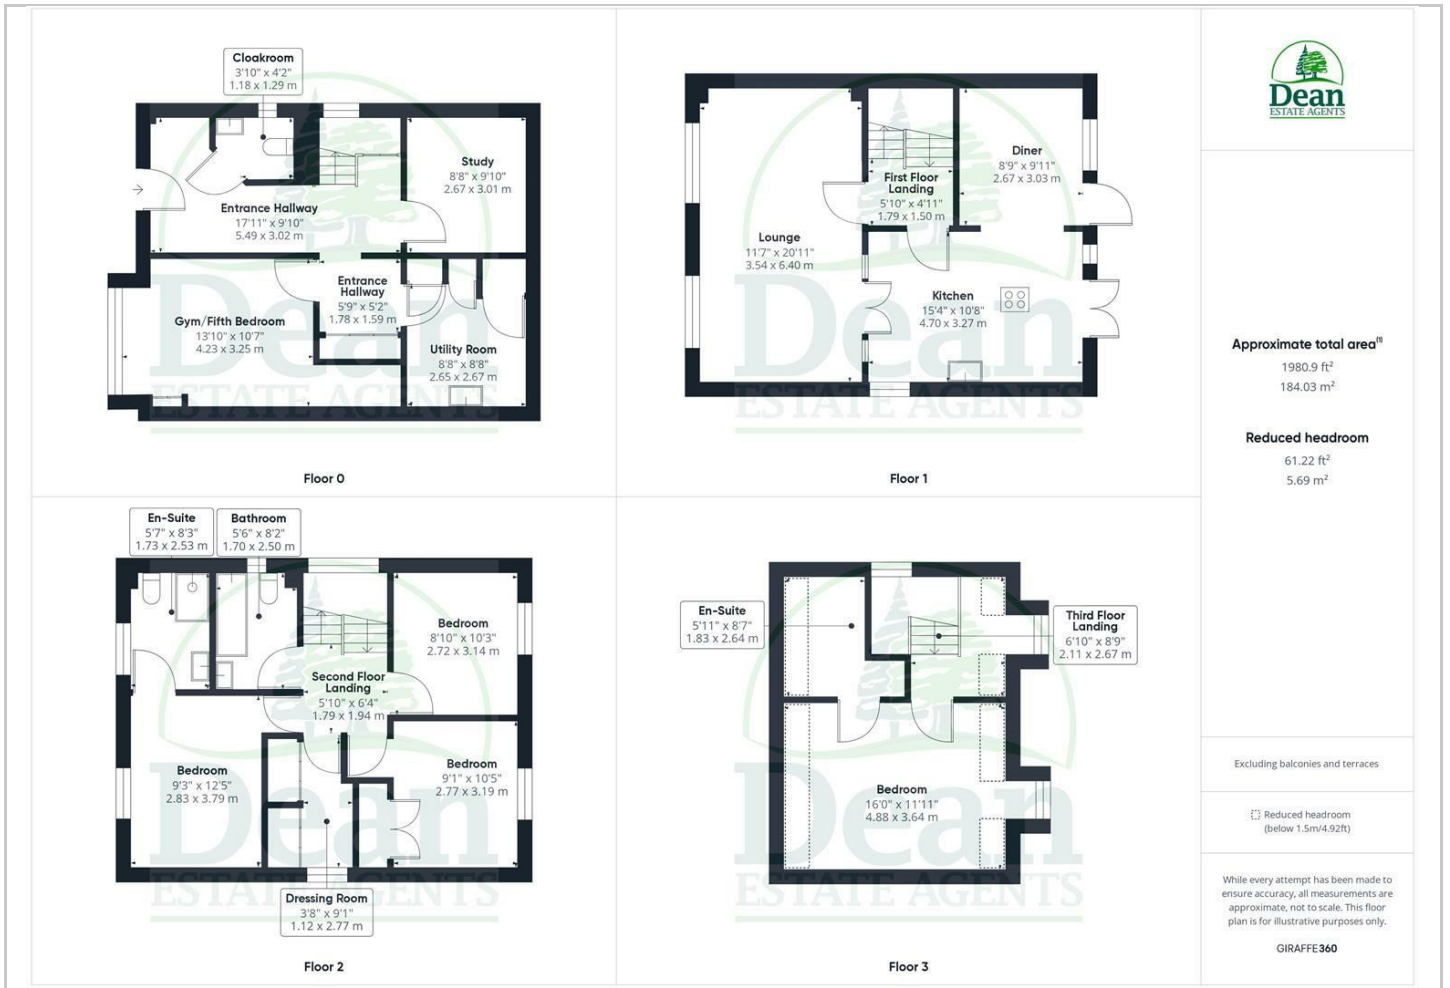 Cloakroom
3'10" x 4'2"
1.18 x 1.29 m
Study
8'8" x 9'10"
2.67 x 3.01 m
Entrance Hallway
17'11" x 9'10"
5.49 x 3.02 m
Entrance
Hallway
5'9" x 5'2"
1.78 x 1.59 m
Gym/Fifth Bedroom
13'10" x 10'7"
4.23 x 3.25 m
Utility Room
8'8" x 8'8"
2.65 x 2.67 m
Dean
ESTATE AGENTS
Floor 0
Diner
8'9" x 9'11"
2.67 x 3.03 m
First Floor
Landing
5'10" x 4'11"
1.79 x 1.50 m
Lounge
11'7" x 20'11"
3.54 x 6.40 m
Kitchen
15'4" x 10'8"
4.70 x 3.27 m
Dean
ESTATE AGENTS
Floor 1
En-Suite
5'7" x 8'3"
1.73 x 2.53 m
Bathroom
5'6" x 8'2"
1.70 x 2.50 m
Bedroom
8'10" x 10'3"
2.72 x 3.14 m
Second Floor
Landing
5'10" x 6'4"
1.79 x 1.94 m
Bedroom
9'3" x 12'5"
2.83 x 3.79 m
Bedroom
9'1" x 10'5"
2.77 x 3.19 m
Dressing Room
3'8" x 9'1"
1.12 x 2.77 m
Dean
ESTATE AGENTS
Floor 2
En-Suite
5'11" x 8'7"
1.83 x 2.64 m
Third Floor
Landing
6'10" x 8'9"
2.11 x 2.67 m
Bedroom
16'0" x 11'11"
4.88 x 3.64 m
Dean
ESTATE AGENTS
Floor 3
Dean
ESTATE AGENTS
Approximate total area⁽¹⁾
1980.9 ft²
184.03 m²
Reduced headroom
61.22 ft²
5.69 m²
Excluding balconies and terraces
Reduced headroom
(below 1.5m/4.92ft)
While every attempt has been made to
ensure accuracy, all measurements are
approximate, not to scale. This floor
plan is for illustrative purposes only.
GIRAFFE360